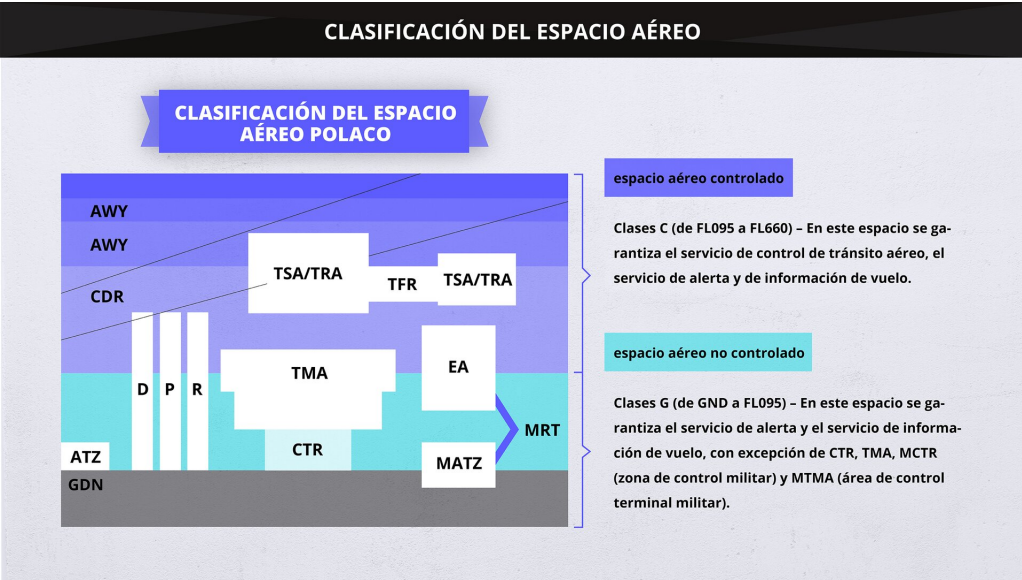 CLASIFICACIÓN DEL ESPACIO AÉREO
CLASIFICACIÓN DEL ESPACIO
AÉREO POLACO
AWY
AWY
CDR
TSA/TRA
TFR
TSA/TRA
D
P
R
TMA
EA
CTR
MRT
ATZ
MATZ
GDN
espacio aéreo controlado
Clases C (de FL095 a FL660) – En este espacio se ga-
rantiza el servicio de control de tránsito aéreo, el
servicio de alerta y de información de vuelo.
espacio aéreo no controlado
Clases G (de GND a FL095) – En este espacio se ga-
rantiza el servicio de alerta y el servicio de informa-
ción de vuelo, con excepción de CTR, TMA, MCTR
(zona de control militar) y MTMA (área de control
terminal militar).